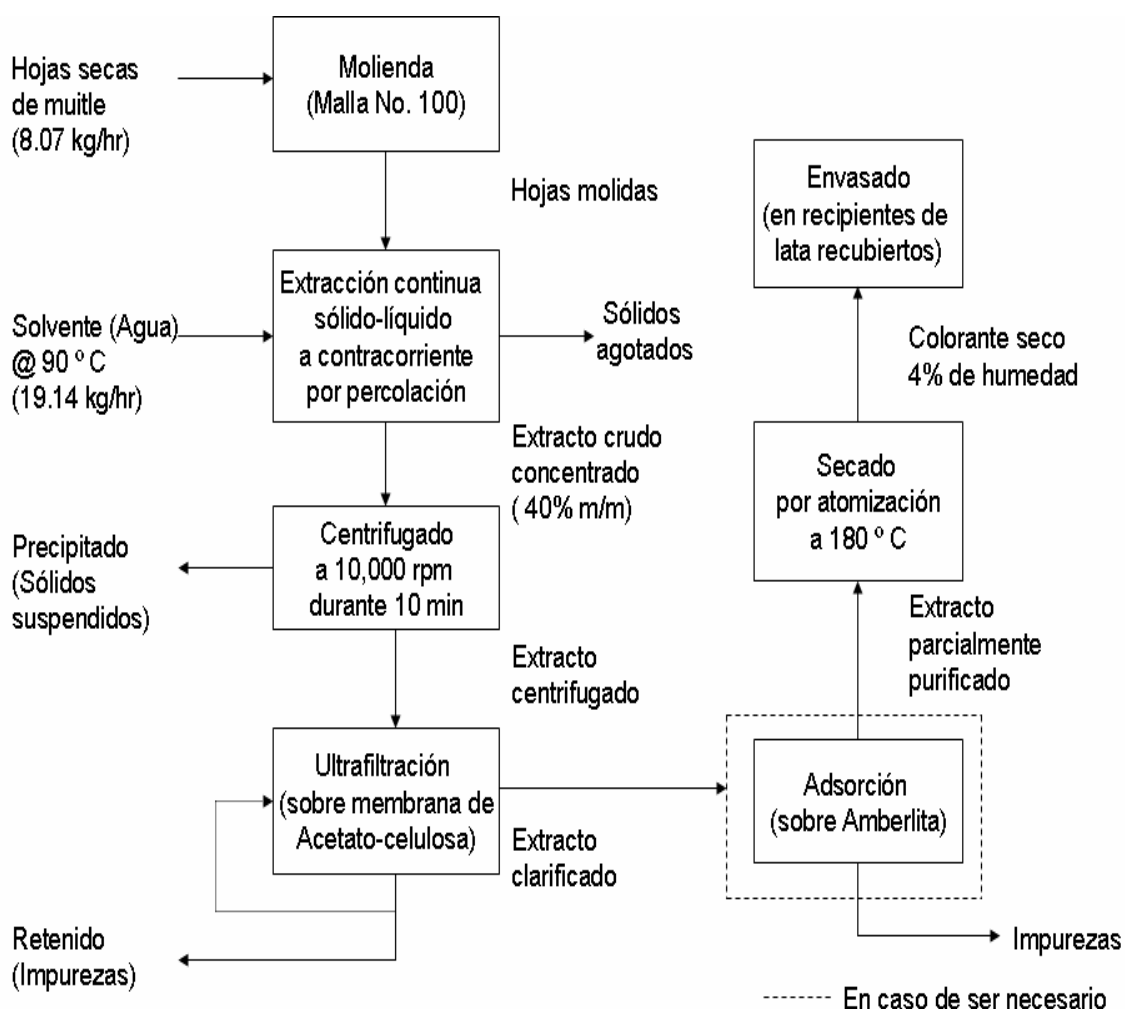 Hojas secas
de muitle
(8.07 kg/hr)
Molienda
(Malla No. 100)
Hojas molidas
Solvente (Agua)
@ 90 º C
(19.14 kg/hr)
Extracción continua
sólido-líquido
a contracorriente
por percolación
Sólidos
agotados
Extracto crudo
concentrado
( 40% m/m)
Precipitado
(Sólidos
suspendidos)
Centrifugado
a 10,000 rpm
durante 10 min
Extracto
centrifugado
Ultrafiltración
(sobre membrana de
Acetato-celulosa)
Extracto
clarificado
Retenido
(Impurezas)
Adsorción
(sobre Amberlita)
Impurezas
Extracto
parcialmente
purificado
Secado
por atomización
a 180 º C
Colorante seco
4% de humedad
Envasado
(en recipientes de
lata recubiertos)
En caso de ser necesario